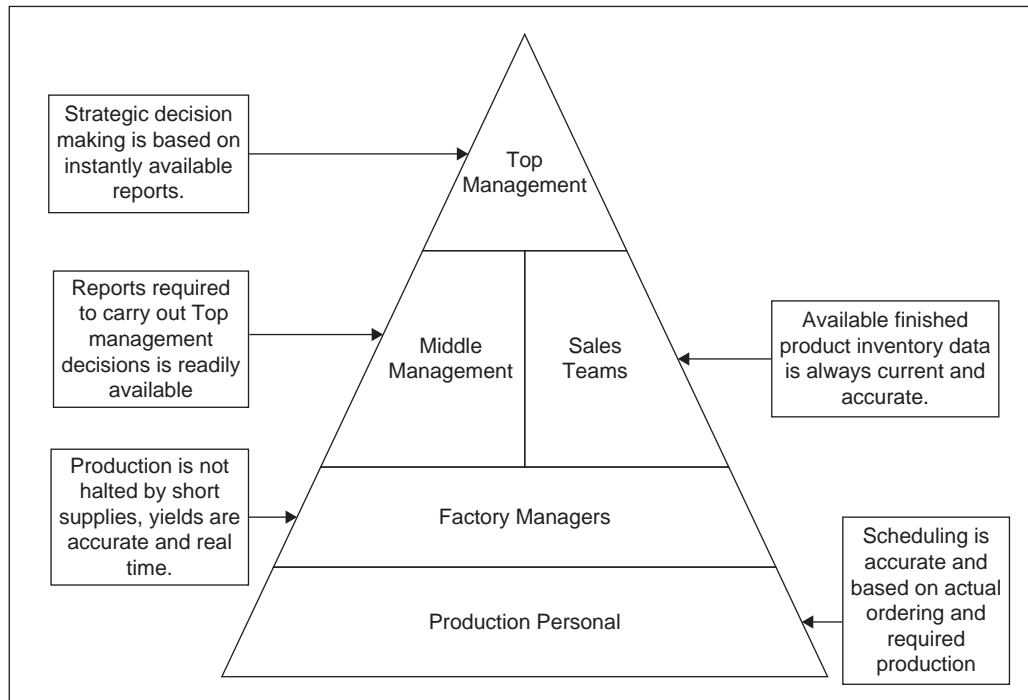 Strategic decision
making is based on
instantly available
reports.
Top
Management
Reports required
to carry out Top
management
decisions is readily
available
Middle
Management
Sales
Teams
Available finished
product inventory data
is always current and
accurate.
Production is not
halted by short
supplies, yields are
accurate and real
time.
Factory Managers
Scheduling is
accurate and
based on actual
ordering and
required
production
Production Personal